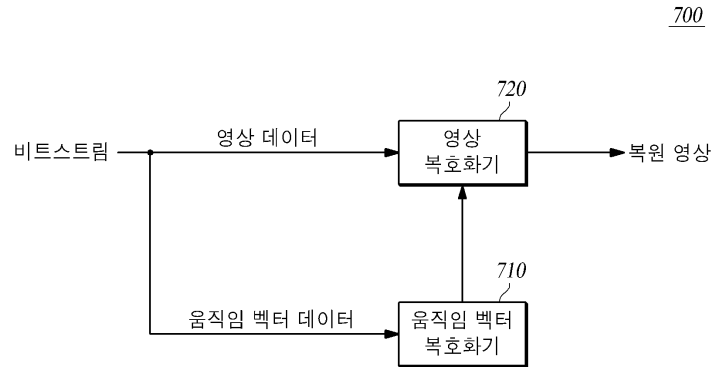 700
720
비트스트림
영상 데이터
영상
복호화기
복원 영상
710
움직임 벡터 데이터
움직임 벡터
복호화기